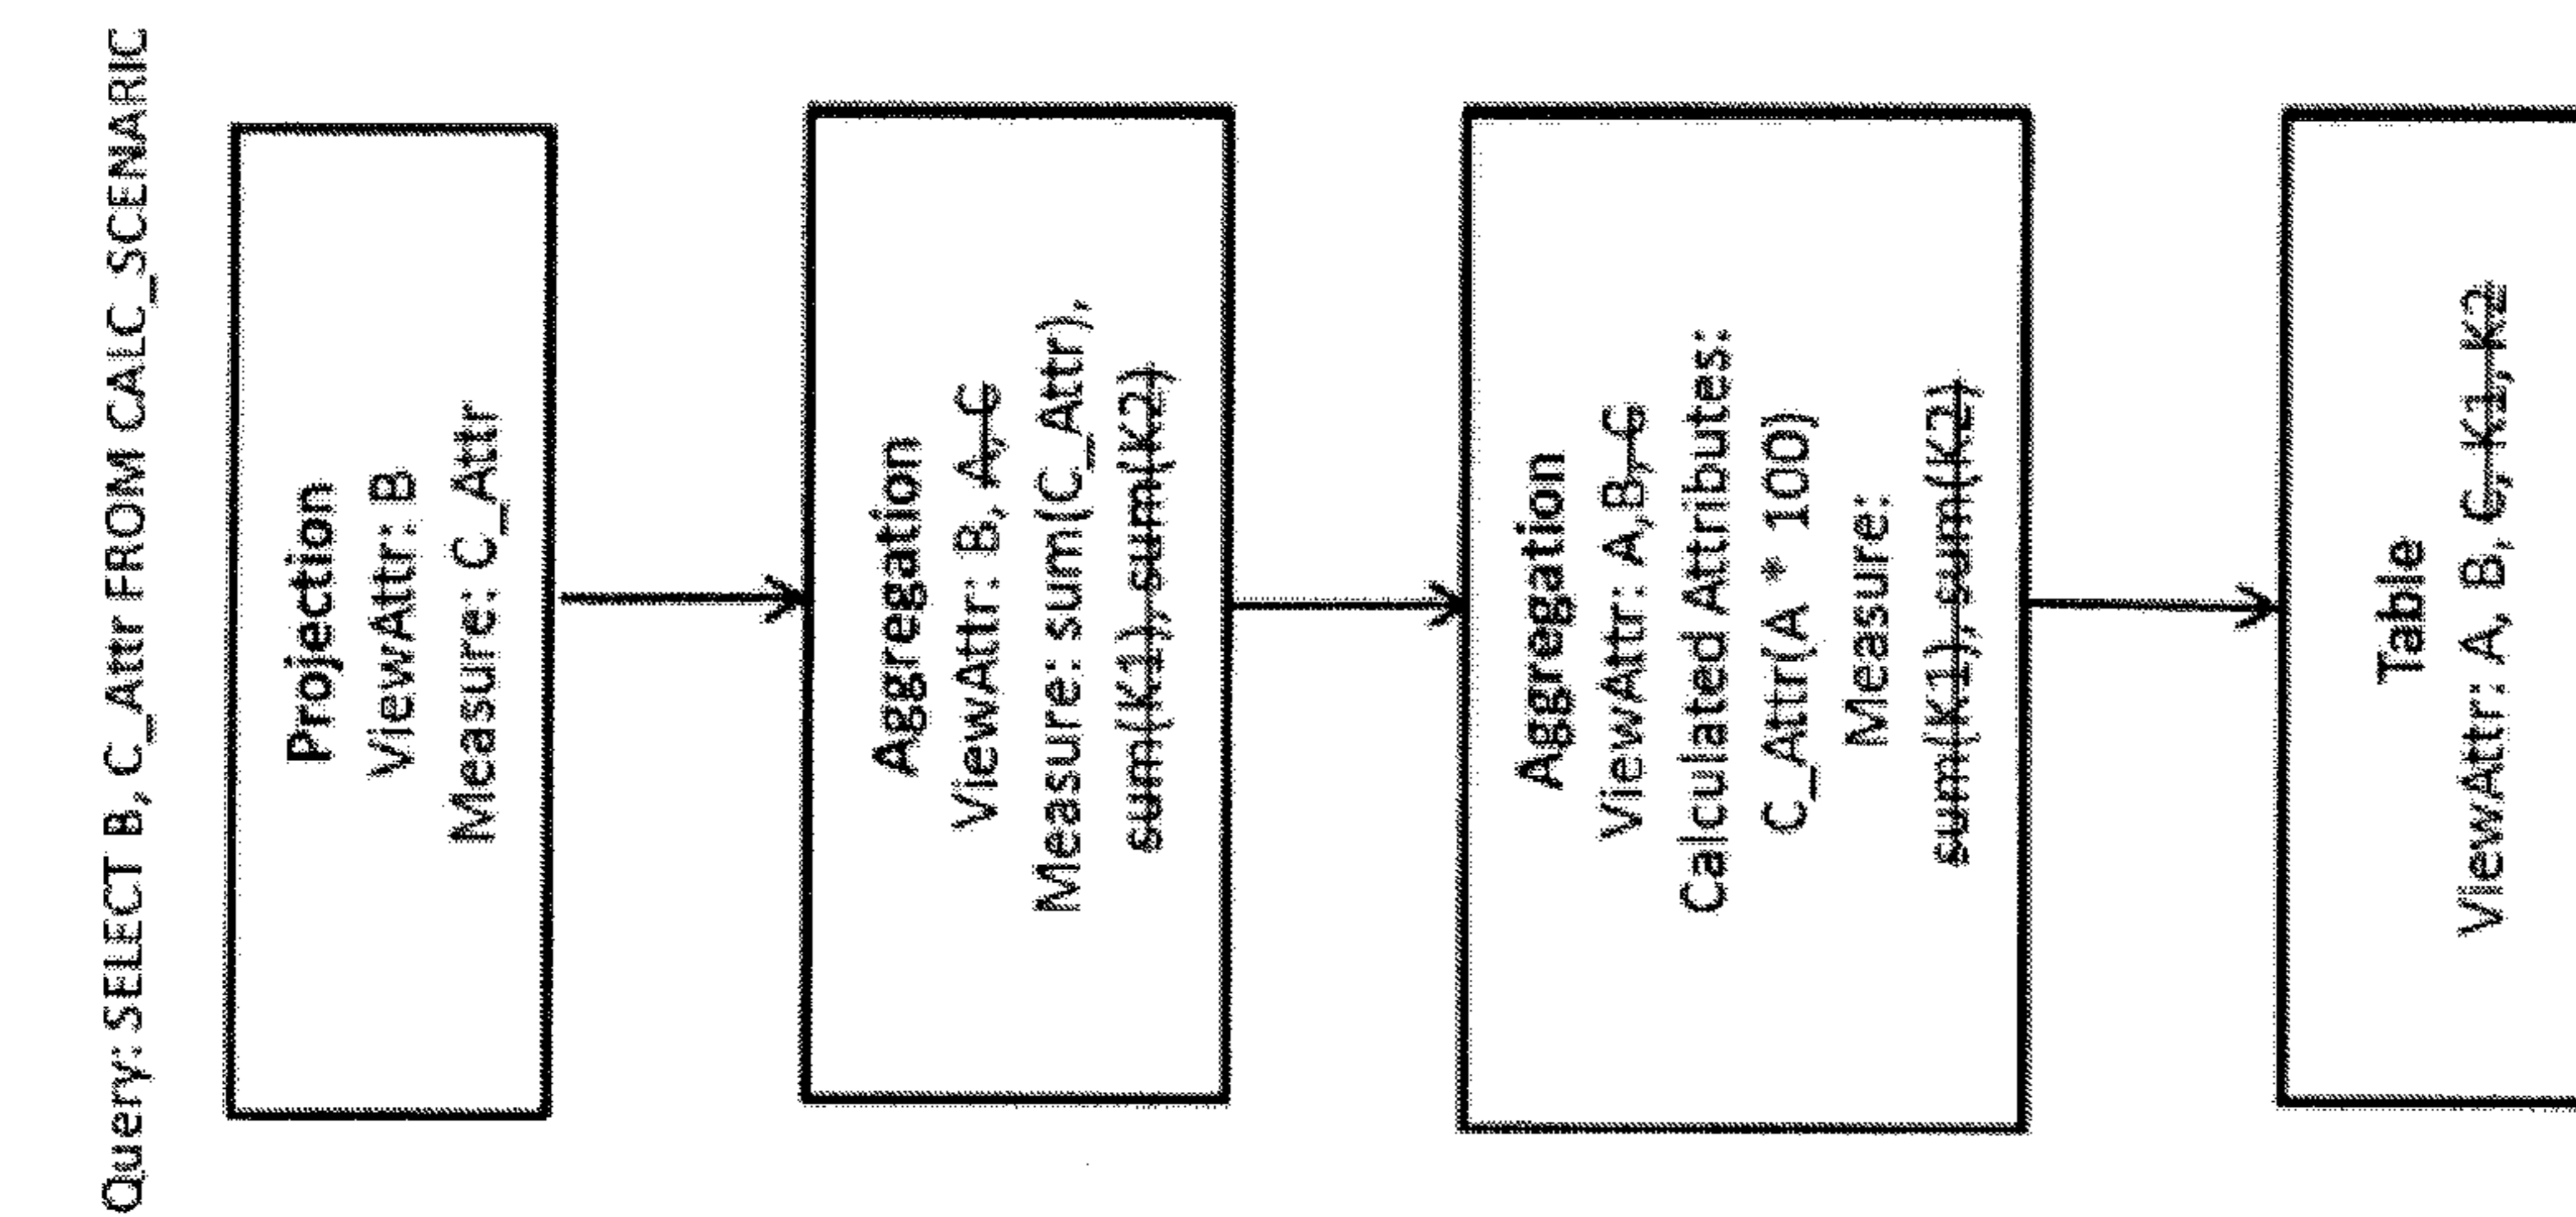 Query: SELECT B, C_Attr FROM CALC_SCENARIO
Projection
ViewAttr: B
Measure: C_Attr
Aggregation
ViewAttr: B, A, C
Measure: sum(C_Attr),
sum(K1), sum(K2)
Aggregation
ViewAttr: A,B, C
Calculated Attributes:
C_Attr(A * 100)
Measure:
sum(K1), sum(K2)
Table
ViewAttr: A, B, C, K1, K2